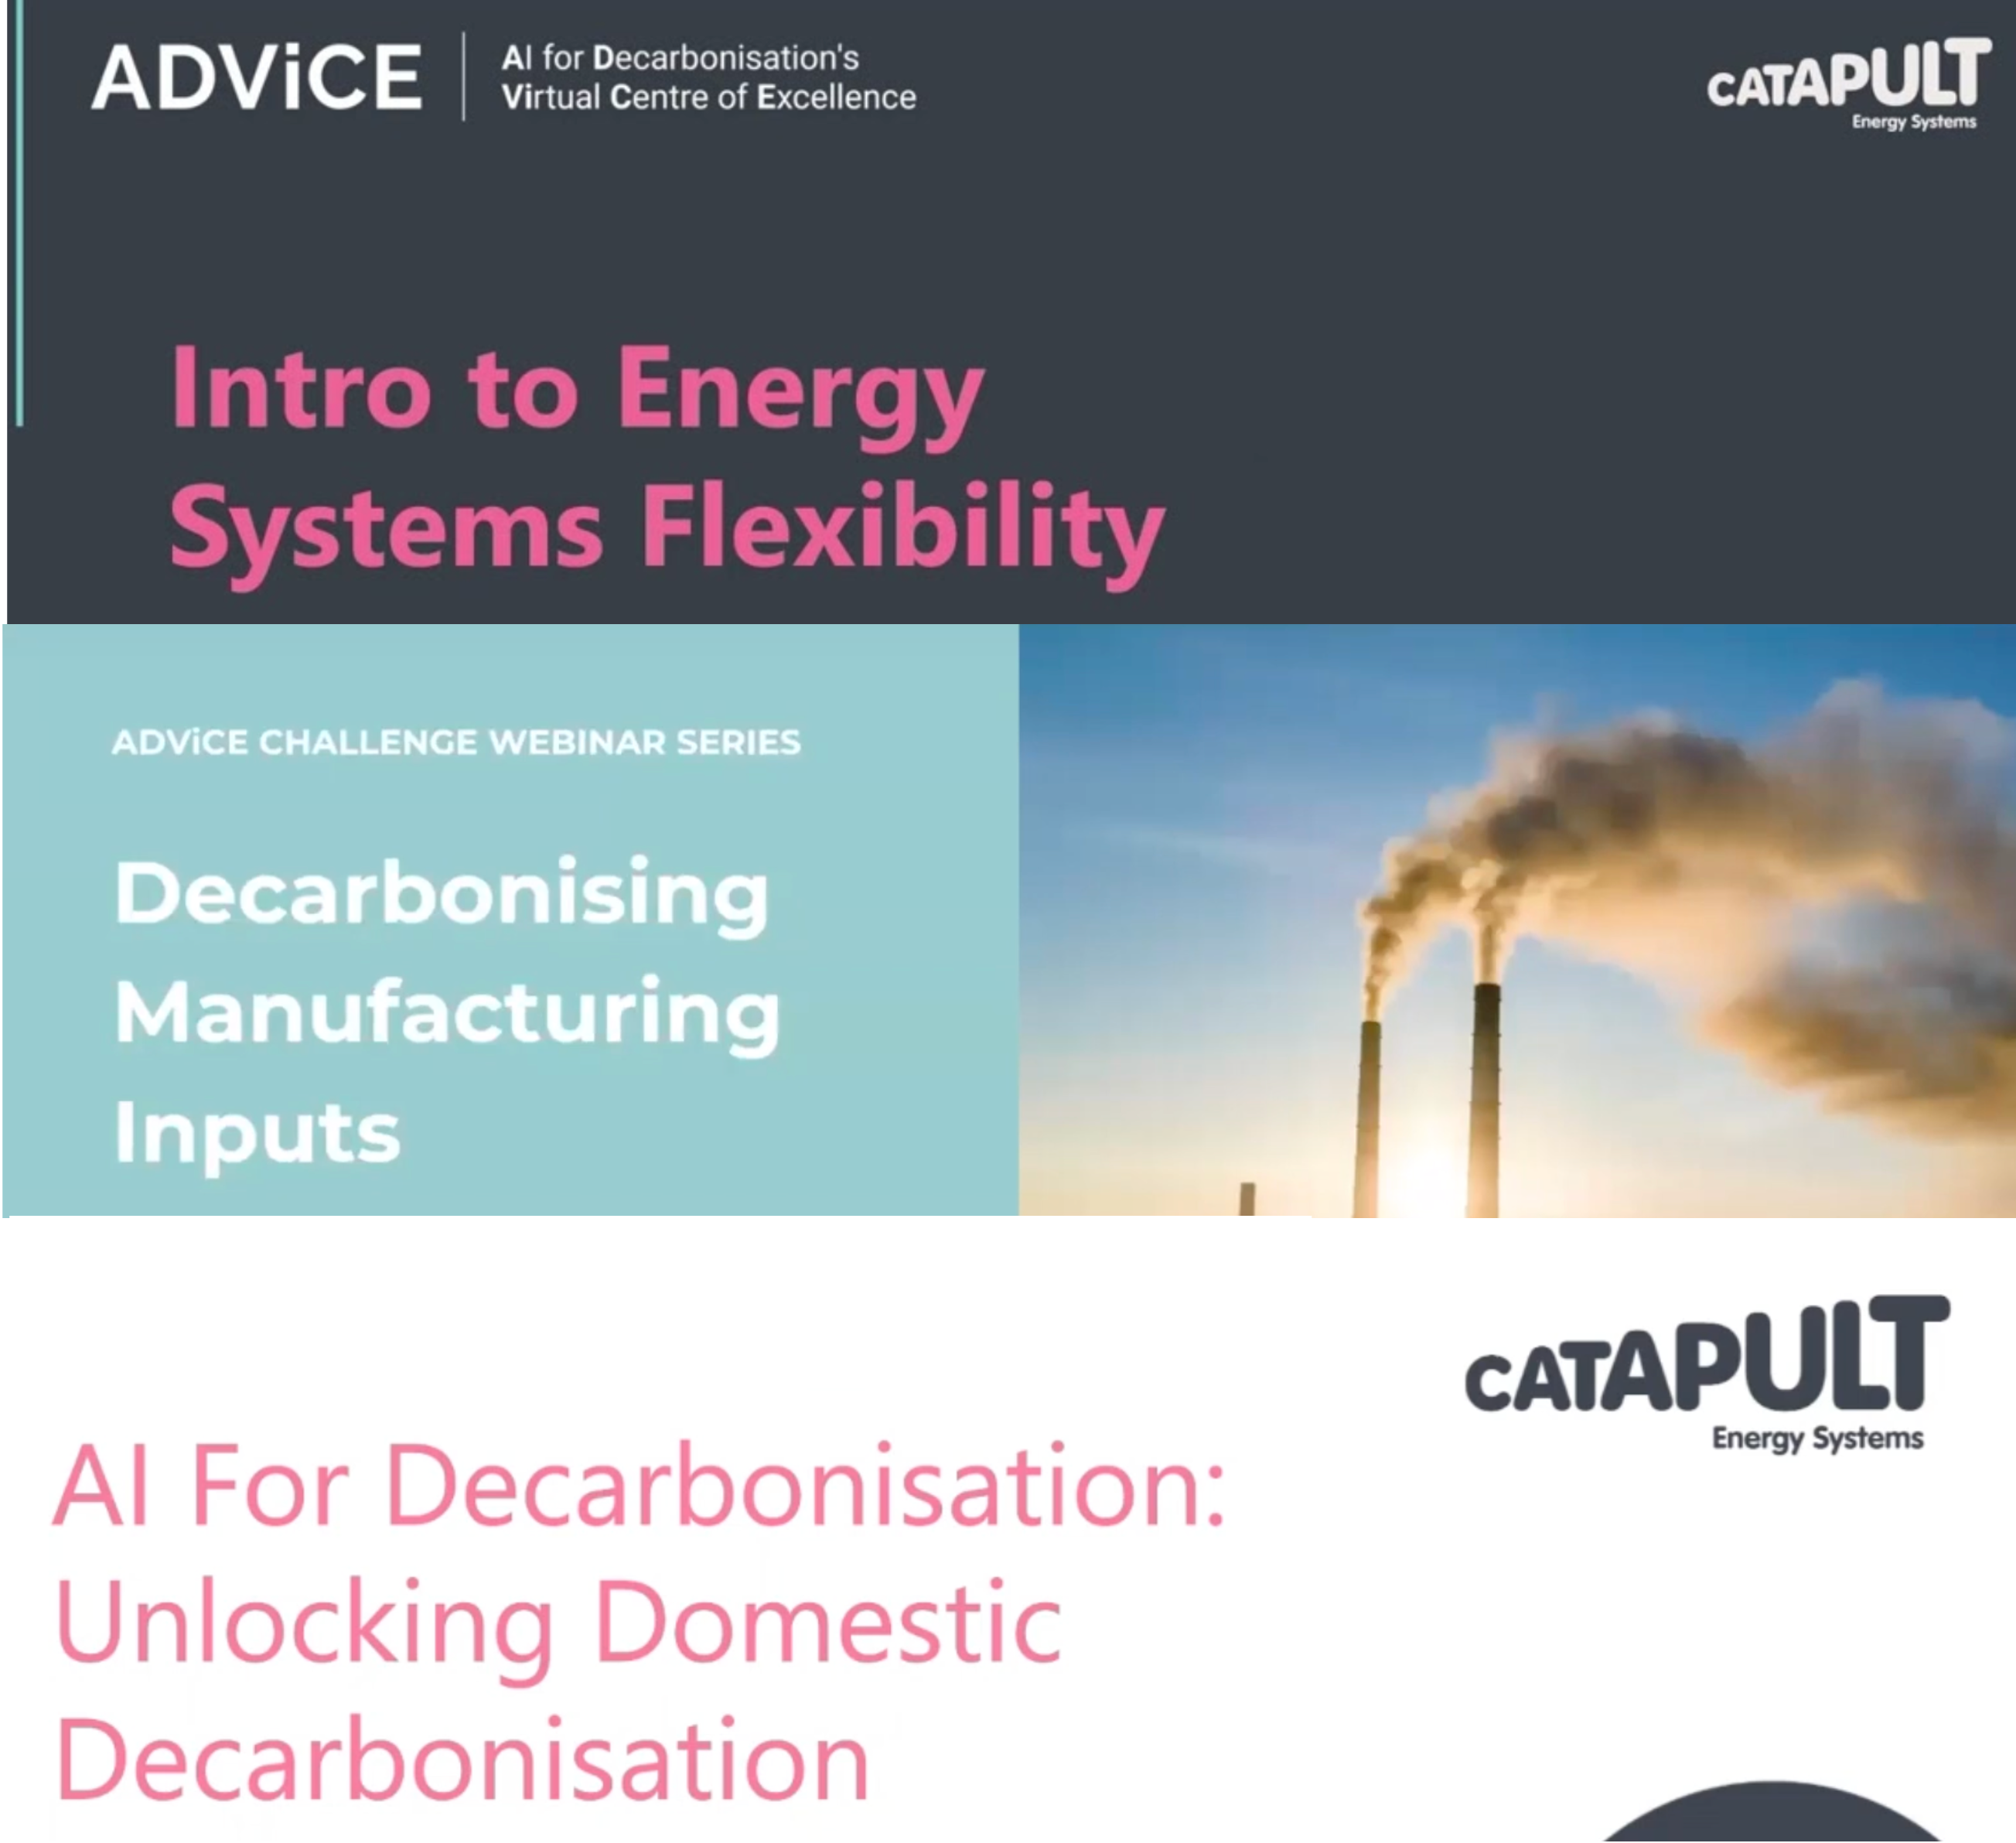 ADViCE
AI for Decarbonisation's
Virtual Centre of Excellence
CATAPULT
Energy Systems
Intro to Energy
Systems Flexibility
ADViCE CHALLENGE WEBINAR SERIES
Decarbonising
Manufacturing
Inputs
CATAPULT
Energy Systems
AI For Decarbonisation:
Unlocking Domestic
Decarbonisation